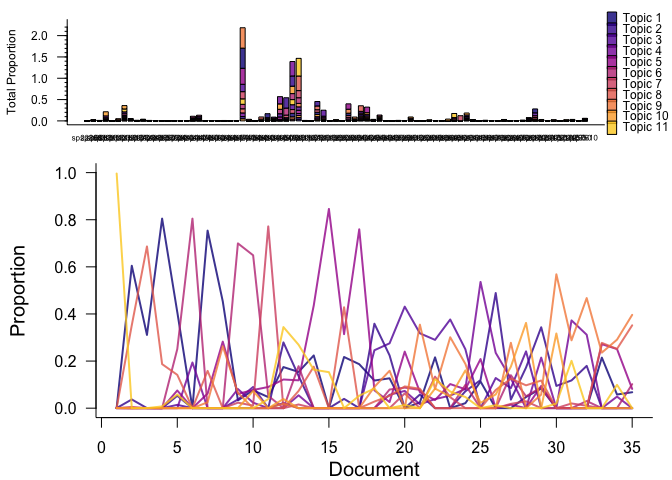 Total Proportion
2.0
1.5
1.0
0.5
0.0
Topic 1
Topic 2
Topic 3
Topic 4
Topic 5
Topic 6
Topic 7
Topic 8
Topic 9
Topic 10
Topic 11
Proportion
1.0
0.8
0.6
0.4
0.2
0.0
0
5
10
15
20
25
30
35
Document